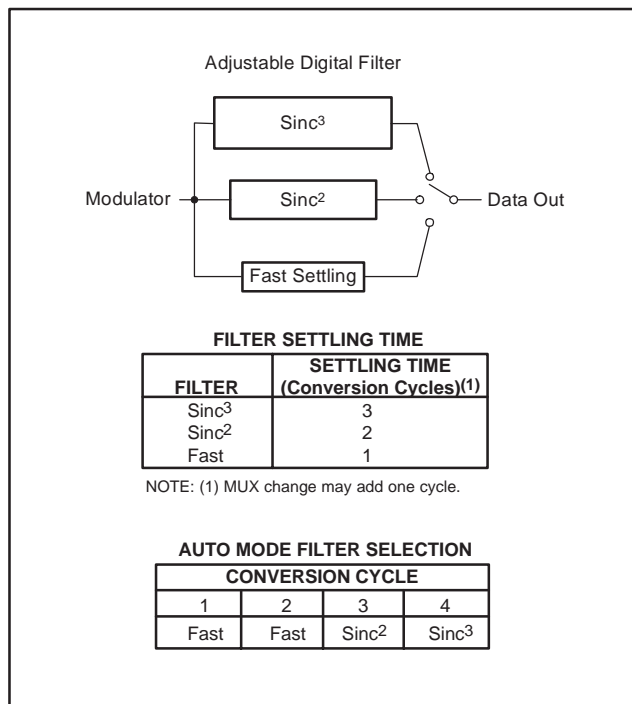 Adjustable Digital Filter
Sinc³
Modulator
Sinc²
Data Out
Fast Settling
FILTER SETTLING TIME
FILTER
SETTLING TIME
(Conversion Cycles)(1)
Sinc³ 3
Sinc² 2
Fast 1
NOTE: (1) MUX change may add one cycle.
AUTO MODE FILTER SELECTION
CONVERSION CYCLE
1 2 3 4
Fast Fast Sinc² Sinc³